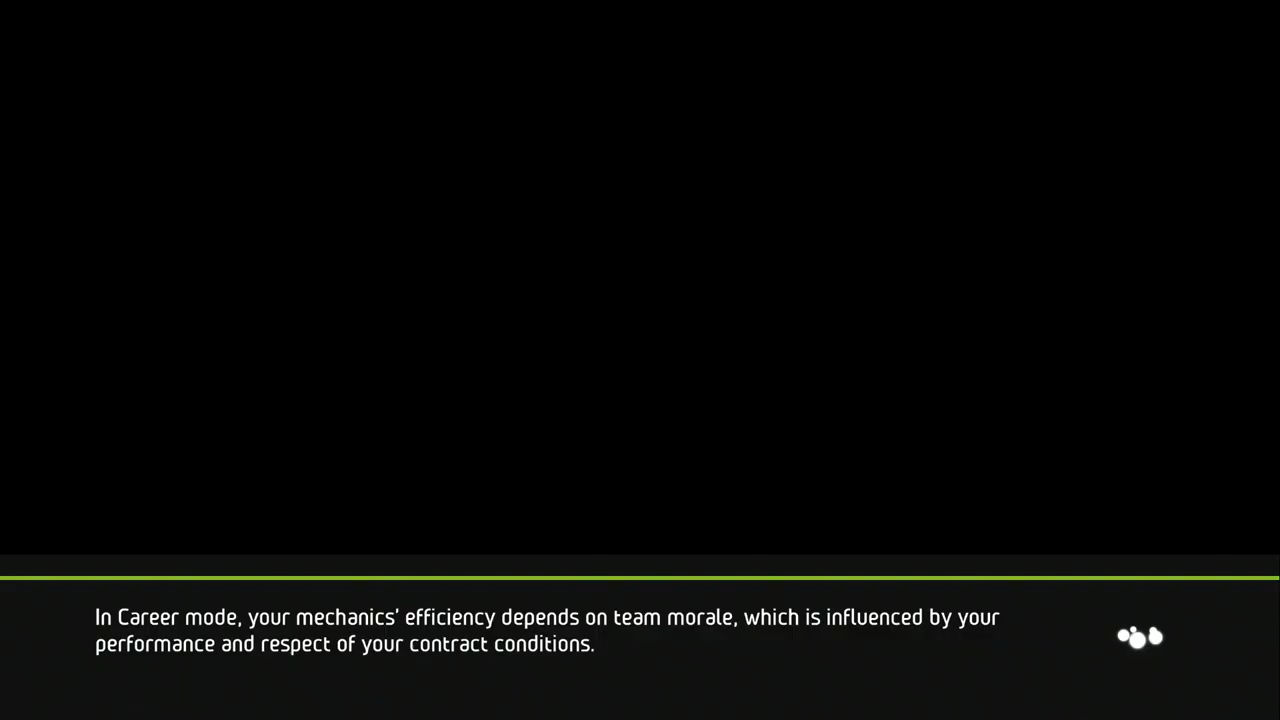 In Career mode, your mechanics' efficiency depends on team morale, which is influenced by your
performance and respect of your contract conditions.